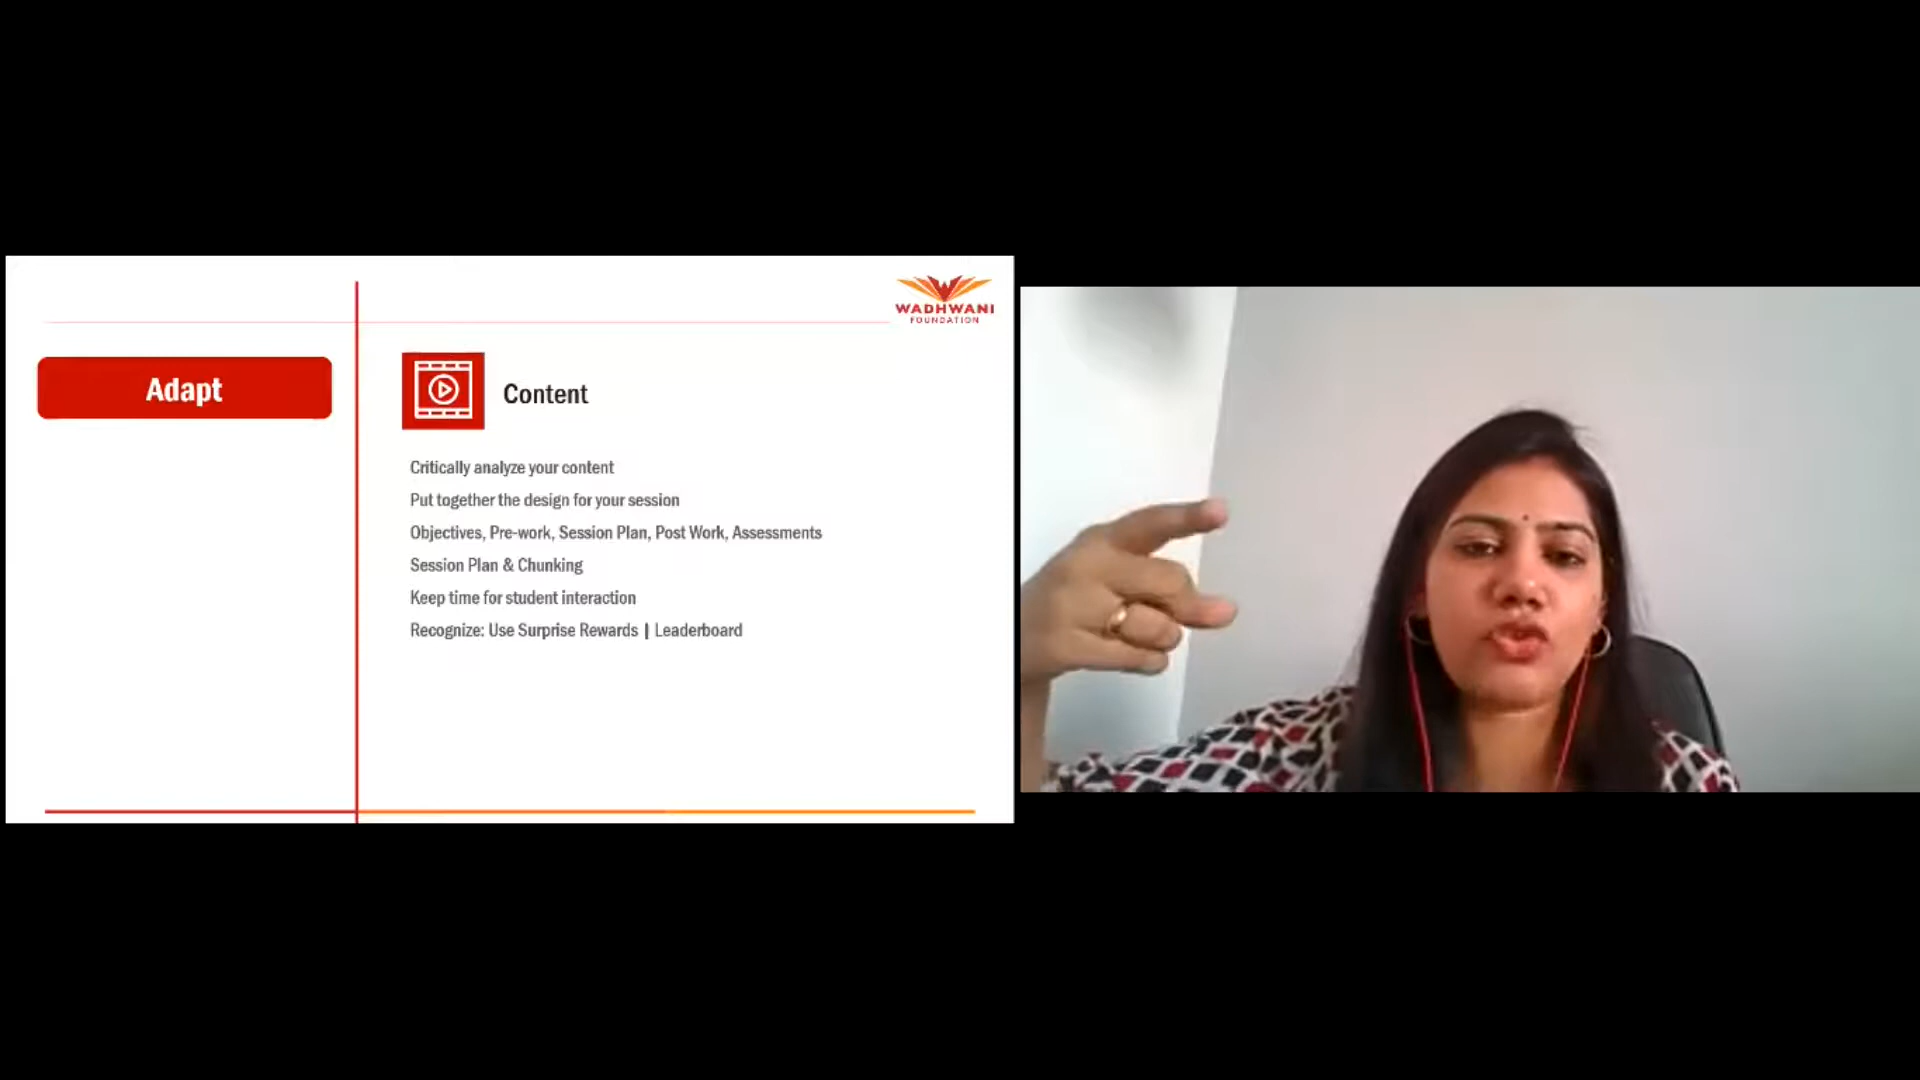 WADHWANI
FOUNDATION
Adapt
Content
Critically analyze your content
Put together the design for your session
Objectives, Pre-work, Session Plan, Post Work, Assessments
Session Plan & Chunking
Keep time for student interaction
Recognize: Use Surprise Rewards | Leaderboard